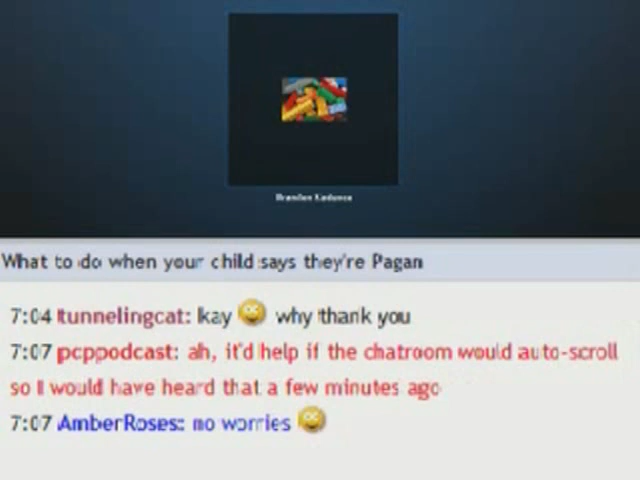 Brandon
What to do when your child says they're Pagan
7:04 tunnelingcat: kay why thank you
7:07 pcppodcast: ah, it'd help if the chatroom would auto-scroll
so I would have heard that a few minutes ago
7:07 AmberRoses: no worries